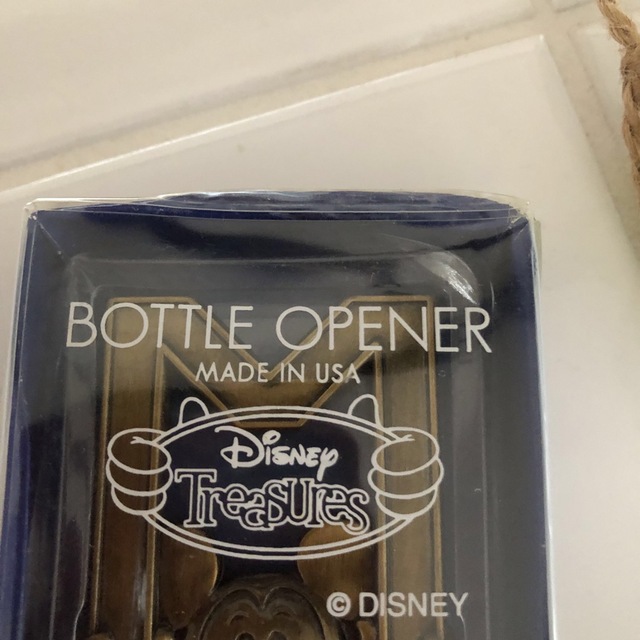 BOTTLE OPENER
MADE IN USA
Disney
Treasures
© DISNEY